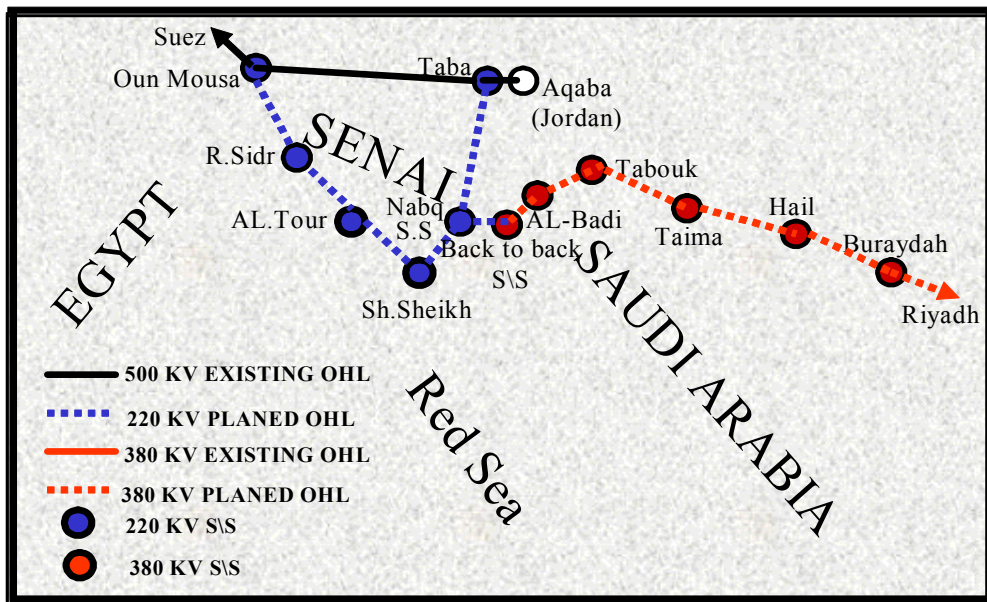 Suez
Oun Mousa
Taba
Aqaba
(Jordan)
SENAI
R.Sidr
Tabouk
AL.Tour
Nabq
S.S
AL-Badi
Back to back
S\S
Taima
Hail
Buraydah
EGYPT
Sh.Sheikh
Riyadh
SAUDI ARABIA
Red Sea
500 KV EXISTING OHL
220 KV PLANED OHL
380 KV EXISTING OHL
380 KV PLANED OHL
220 KV S\S
380 KV S\S